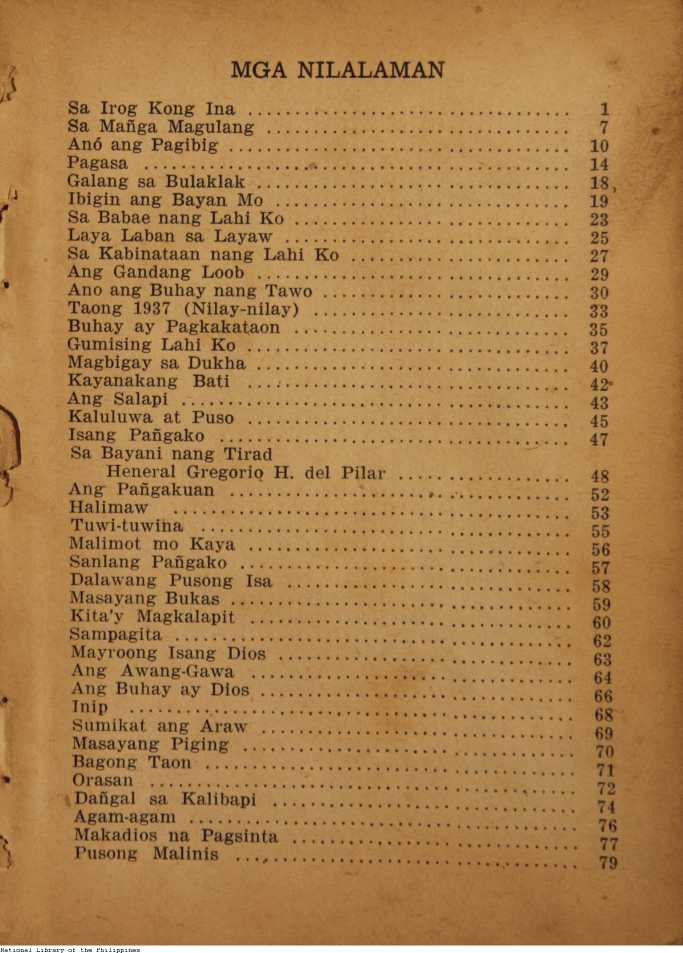 MGA NILALAMAN
Sa Irog Kong Ina ................................ 1
Sa Mañga Magulang ................................ 7
Anó ang Pagibig ................................ 10
Pagasa ................................ 14
Galang sa Bulaklak ................................ 18
Ibigin ang Bayan Mo ................................ 19
Sa Babae nang Lahi Ko ................................ 23
Laya Laban sa Layaw ................................ 25
Sa Kabinataan nang Lahi Ko ................................ 27
Ang Gandang Loob ................................ 29
Ano ang Buhay nang Tawo ................................ 30
Taong 1937 (Nilay-nilay) ................................ 33
Buhay ay Pagkakataon ................................ 35
Gumising Lahi Ko ................................ 37
Magbigay sa Dukha ................................ 40
Kayanakang Bati ................................ 42
Ang Salapi ................................ 43
Kaluluwa at Puso ................................ 45
Isang Pañgako ................................ 47
Sa Bayani nang Tirad
Heneral Gregorio H. del Pilar .................. 48
Ang Pañgakuan ................................ 52
Halimaw ................................ 53
Tuwi-tuwina ................................ 55
Malimot mo Kaya ................................ 56
Sanlang Pañgako ................................ 57
Dalawang Pusong Isa ................................ 58
Masayang Bukas ................................ 59
Kita'y Magkalapit ................................ 60
Sampagita ................................ 62
Mayroong Isang Dios ................................ 63
Ang Awang-Gawa ................................ 64
Ang Buhay ay Dios ................................ 66
Inip ................................ 68
Sumikat ang Araw ................................ 69
Masayang Piging ................................ 70
Bagong Taon ................................ 71
Orasan ................................ 72
Dañgal sa Kalibapi ................................ 74
Agam-agam ................................ 76
Makadios na Pagsinta ................................ 77
Pusong Malinis ................................ 79
National Library of the Philippines